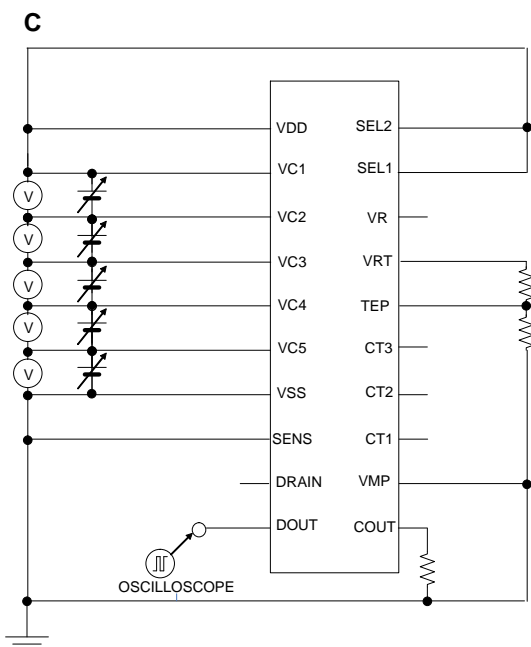 C
VDD SEL2
VC1 SEL1
V
VC2 VR
V
VC3 VRT
V
VC4 TEP
V
VC5 CT3
V
VSS CT2
SENS CT1
DRAIN VMP
DOUT COUT
OSCILLOSCOPE